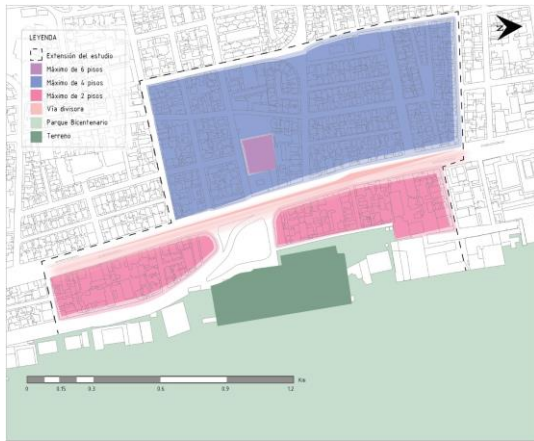 LEYENDA
Extensión del estudio
Máximo de 6 pisos
Máximo de 4 pisos
Máximo de 2 pisos
Vía divisora
Parque Bicentenario
Terreno
N
0 0.15 0.3 0.6 0.9 1.2 Km